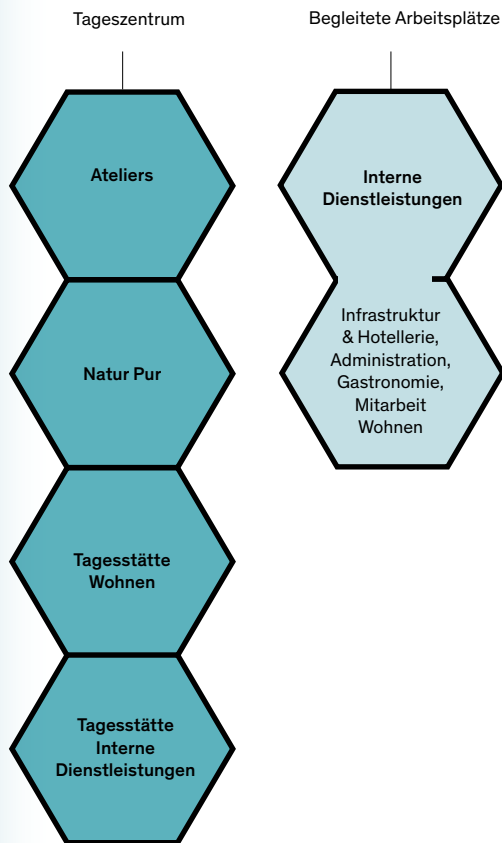 Tageszentrum
Ateliers
Natur Pur
Tagesstätte
Wohnen
Tagesstätte
Interne
Dienstleistungen
Begleitete Arbeitsplätze
Interne
Dienstleistungen
Infrastruktur
& Hotellerie,
Administration,
Gastronomie,
Mitarbeit
Wohnen